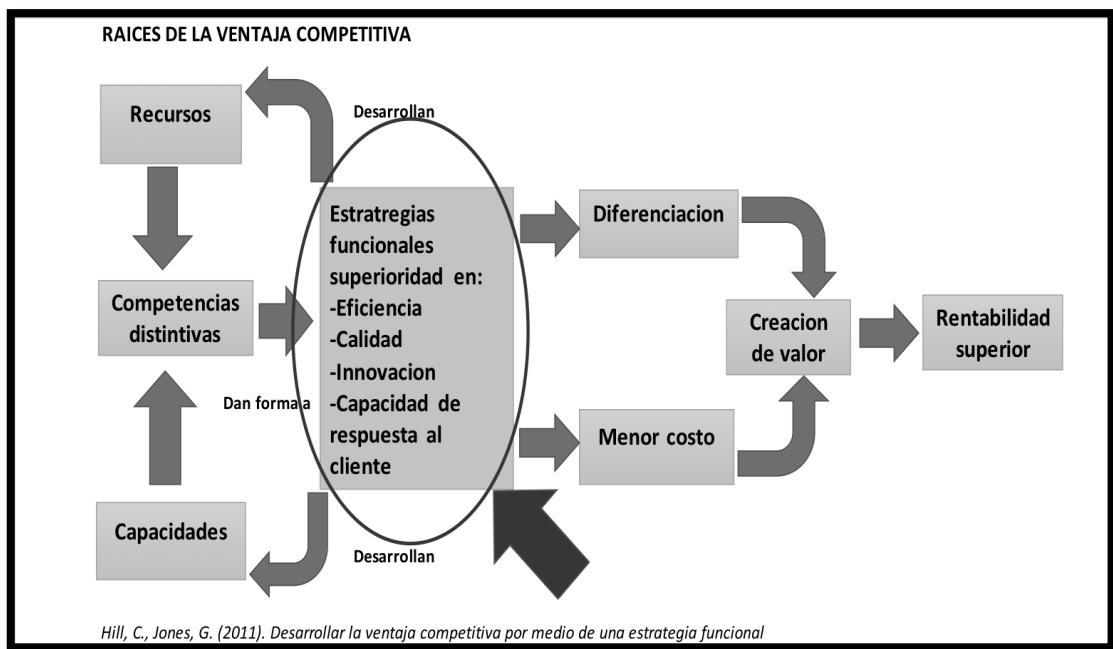 RAICES DE LA VENTAJA COMPETITIVA
Recursos
Desarrollan
Estratregias
funcionales
superioridad en:
-Eficiencia
-Calidad
-Innovacion
-Capacidad de
respuesta al
cliente
Diferenciacion
Competencias
distintivas
Creacion
de valor
Rentabilidad
superior
Dan forma a
Menor costo
Capacidades
Desarrollan
Hill, C., Jones, G. (2011). Desarrollar la ventaja competitiva por medio de una estrategia funcional